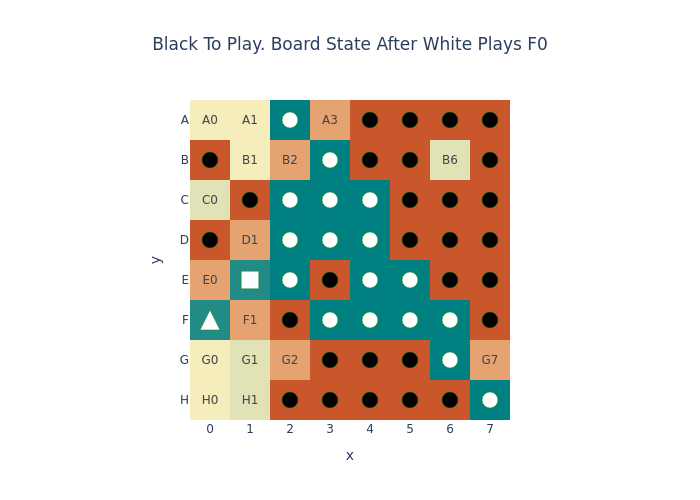 Black To Play. Board State After White Plays F0
A A0 A1 A3
B B1 B2 B6
C C0
D D1
E E0
F F1
G G0 G1 G2 G7
H H0 H1
0 1 2 3 4 5 6 7
x
y